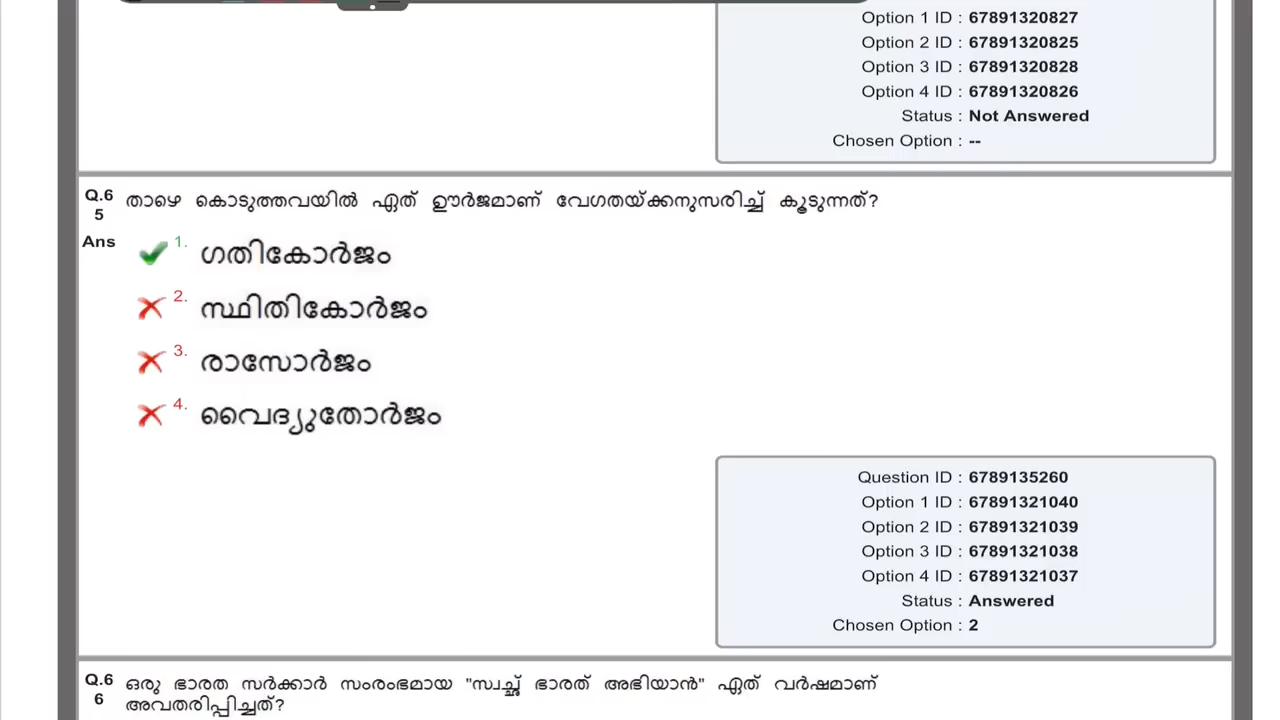 Option 1 ID : 67891320827
Option 2 ID : 67891320825
Option 3 ID : 67891320828
Option 4 ID : 67891320826
Status : Not Answered
Chosen Option : --
Q.6
5
താഴെ കൊടുത്തവയിൽ ഏത് ഊർജമാണ് വേഗതയ്ക്കനുസരിച്ച് കൂടുന്നത്?
Ans
1. ഗതികോർജം
2. സ്ഥിതികോർജം
3. രാസോർജം
4. വൈദ്യുതോർജം
Question ID : 6789135260
Option 1 ID : 67891321040
Option 2 ID : 67891321039
Option 3 ID : 67891321038
Option 4 ID : 67891321037
Status : Answered
Chosen Option : 2
Q.6
6
ഒരു ഭാരത സർക്കാർ സംരംഭമായ "സ്വച്ഛ് ഭാരത് അഭിയാൻ" ഏത് വർഷമാണ്
അവതരിപ്പിച്ചത്?